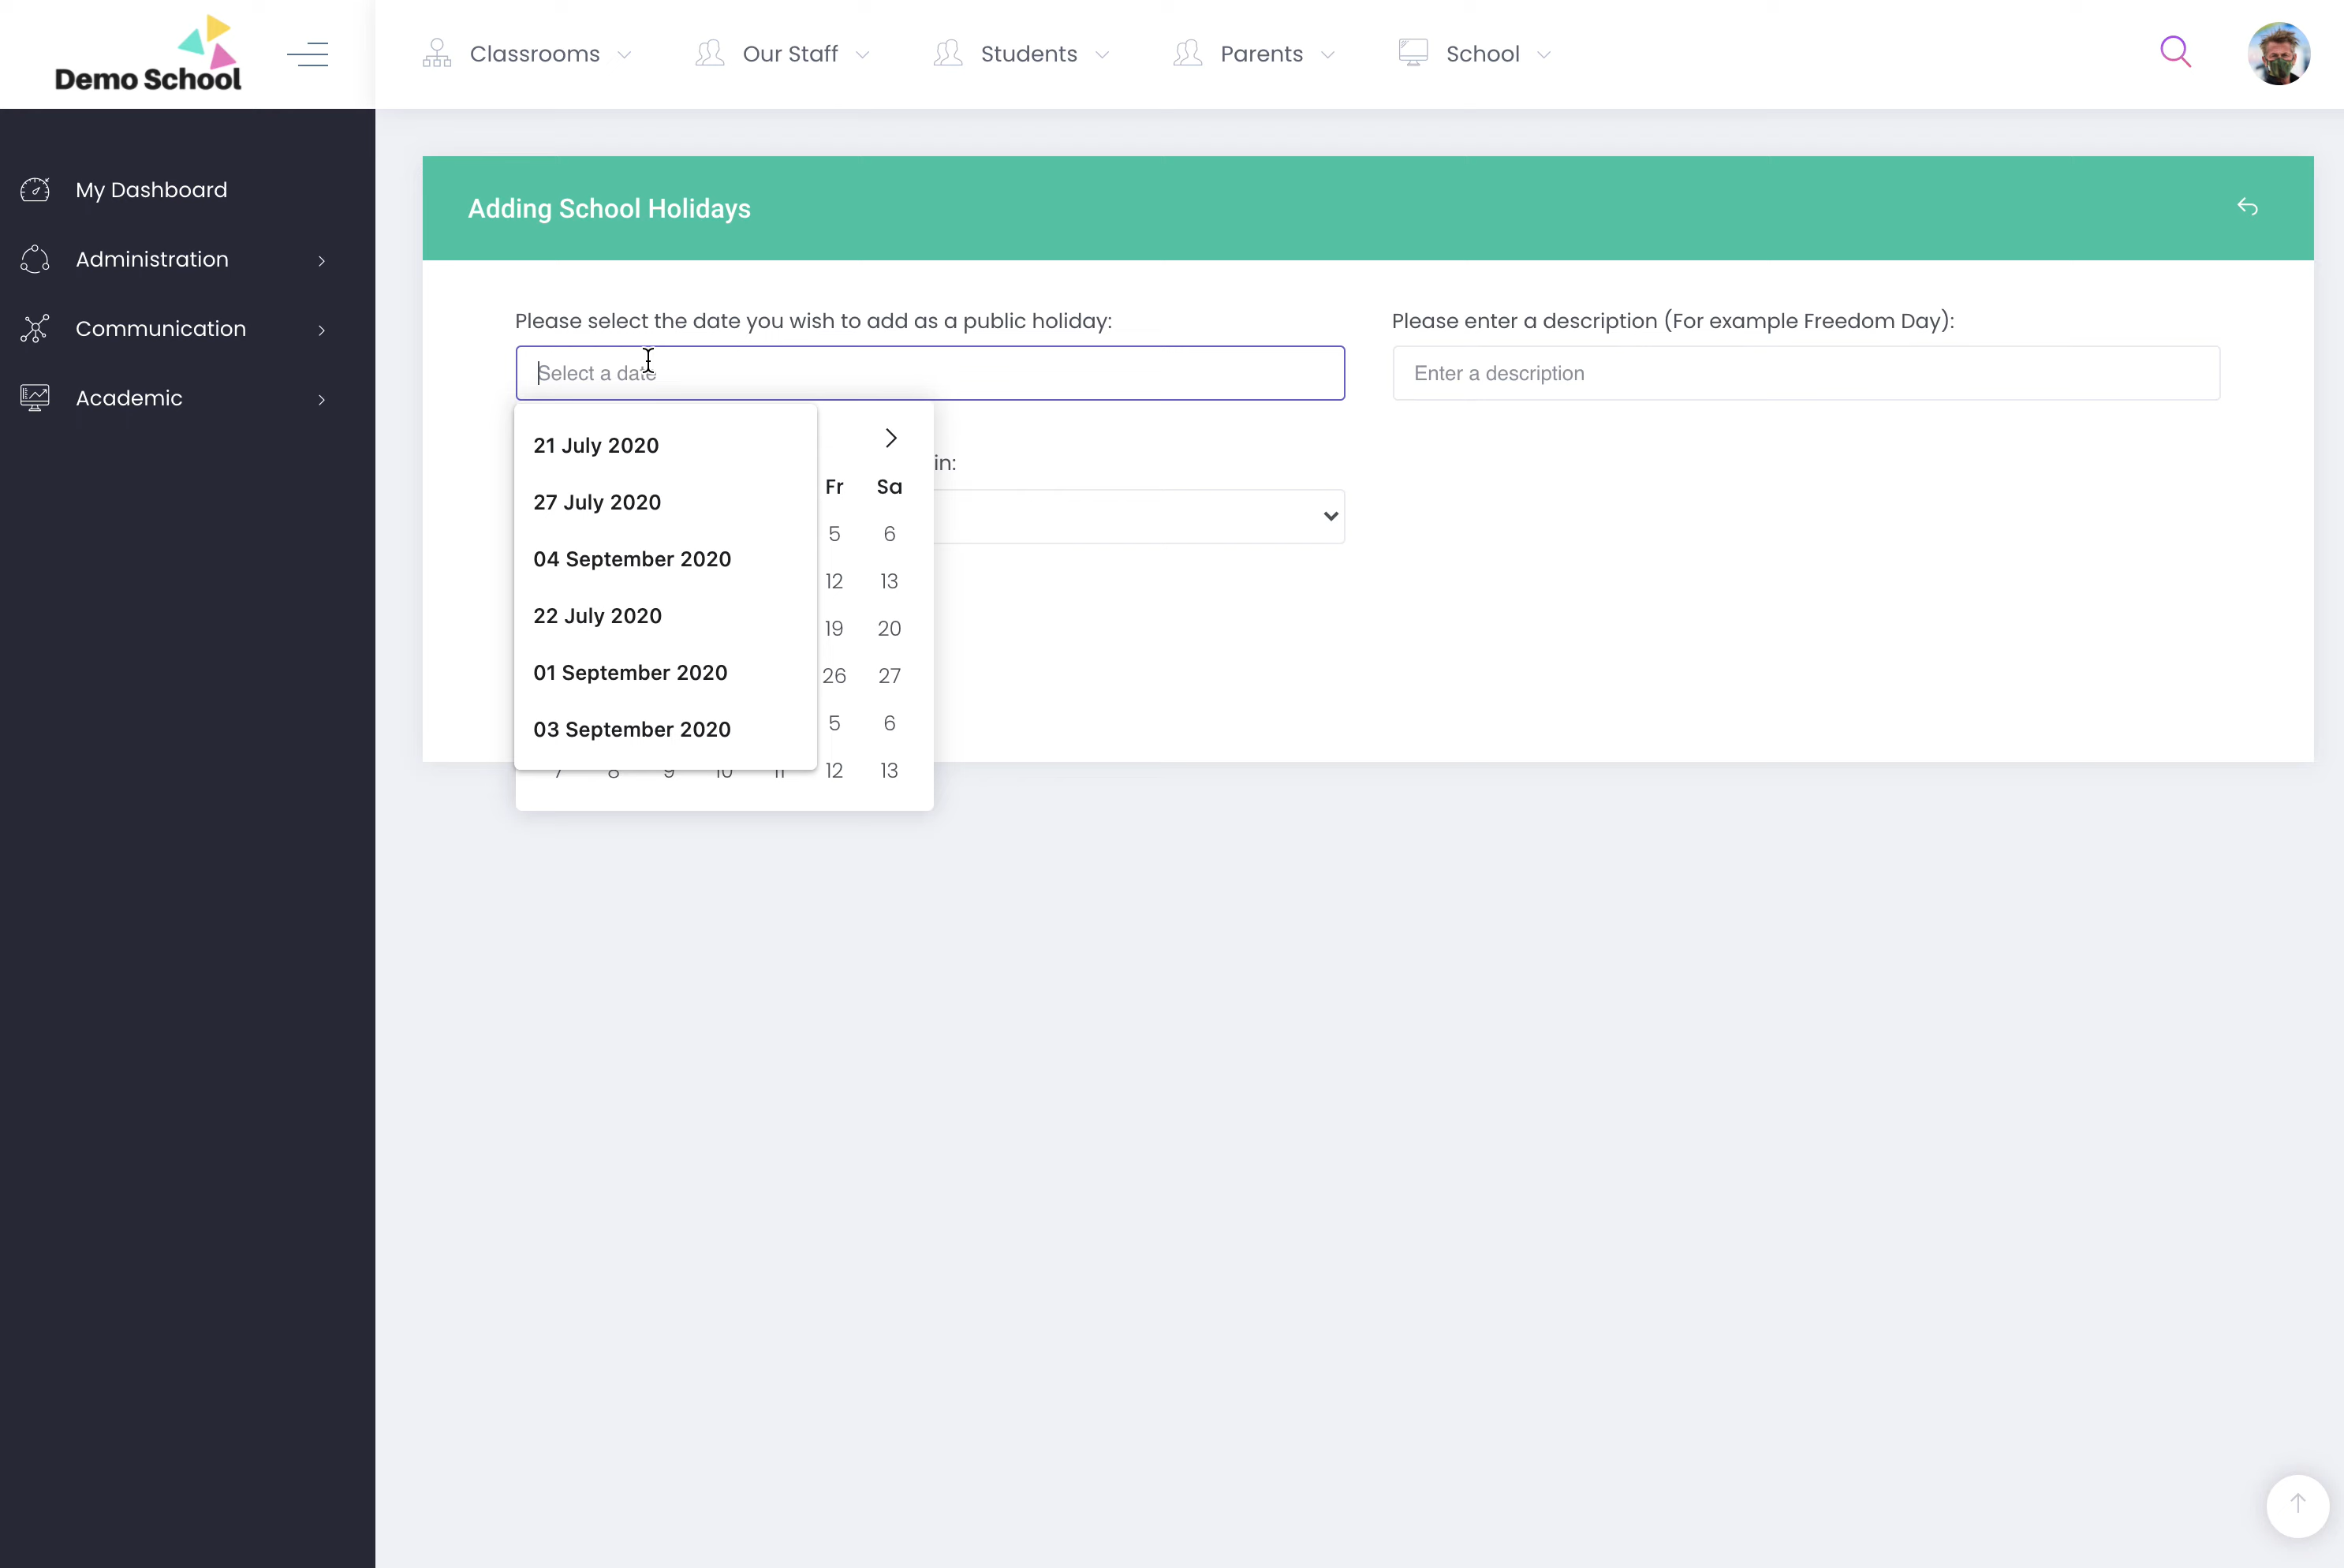 Demo School
Classrooms
Our Staff
Students
Parents
School
My Dashboard
Administration
Communication
Academic
Adding School Holidays
Please select the date you wish to add as a public holiday:
Select a date
Please enter a description (For example Freedom Day):
Enter a description
in:
21 July 2020
27 July 2020
04 September 2020
22 July 2020
01 September 2020
03 September 2020
Fr Sa
5 6
12 13
19 20
26 27
5 6
7 8 9 10 11 12 13